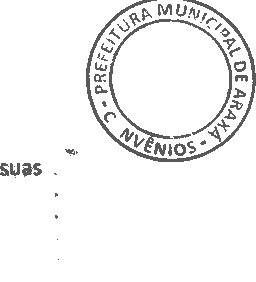 PREFEITURA MUNICIPAL DE ARAXÁ - C NVÊNIOS -
suas